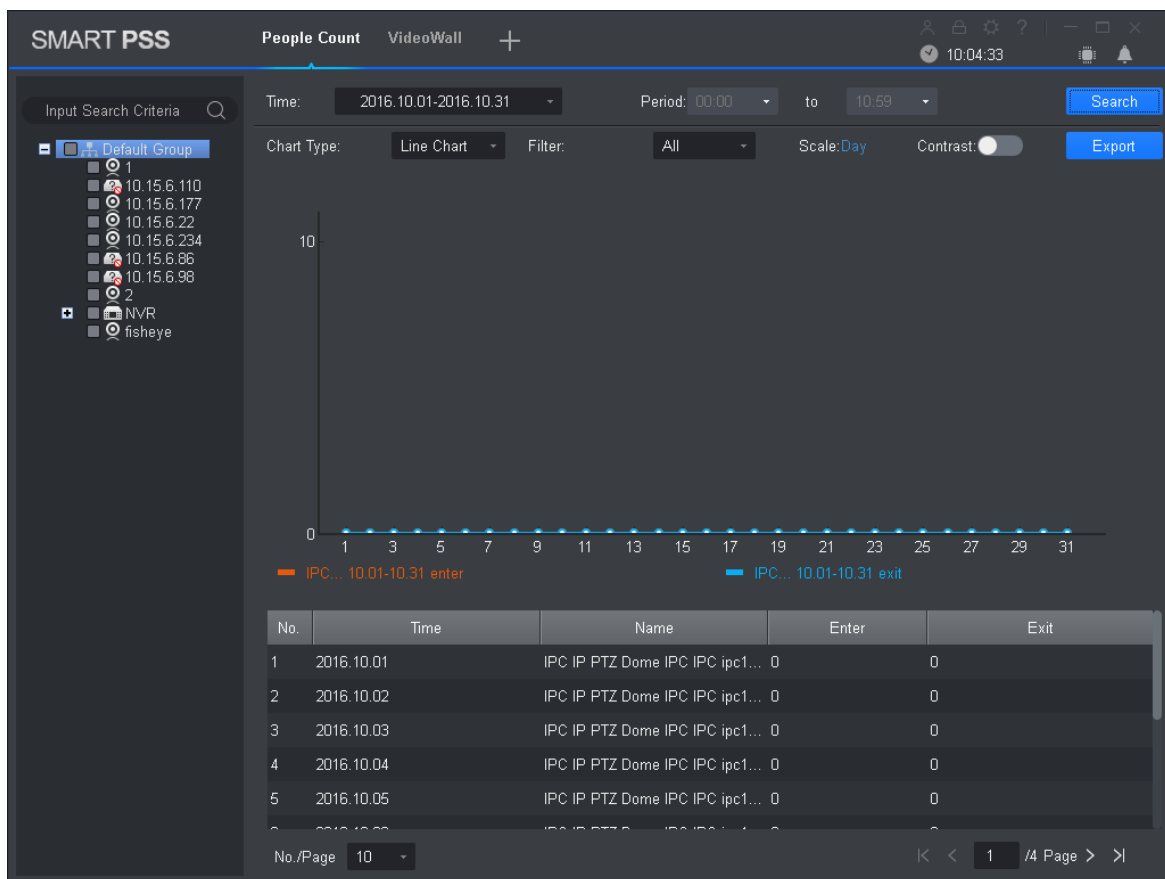 SMART PSS
People Count VideoWall
10:04:33
Input Search Criteria
Default Group
1
10.15.6.110
10.15.6.177
10.15.6.22
10.15.6.234
10.15.6.86
10.15.6.98
2
NVR
fisheye
Time: 2016.10.01-2016.10.31 Period: 00:00 to 10:59 Search
Chart Type: Line Chart Filter: All Scale:Day Contrast: Export
10
0
1 3 5 7 9 11 13 15 17 19 21 23 25 27 29 31
IPC... 10.01-10.31 enter IPC... 10.01-10.31 exit
No. Time Name Enter Exit
1 2016.10.01 IPC IP PTZ Dome IPC IPC ipc1... 0 0
2 2016.10.02 IPC IP PTZ Dome IPC IPC ipc1... 0 0
3 2016.10.03 IPC IP PTZ Dome IPC IPC ipc1... 0 0
4 2016.10.04 IPC IP PTZ Dome IPC IPC ipc1... 0 0
5 2016.10.05 IPC IP PTZ Dome IPC IPC ipc1... 0 0
No./Page 10 1 /4 Page